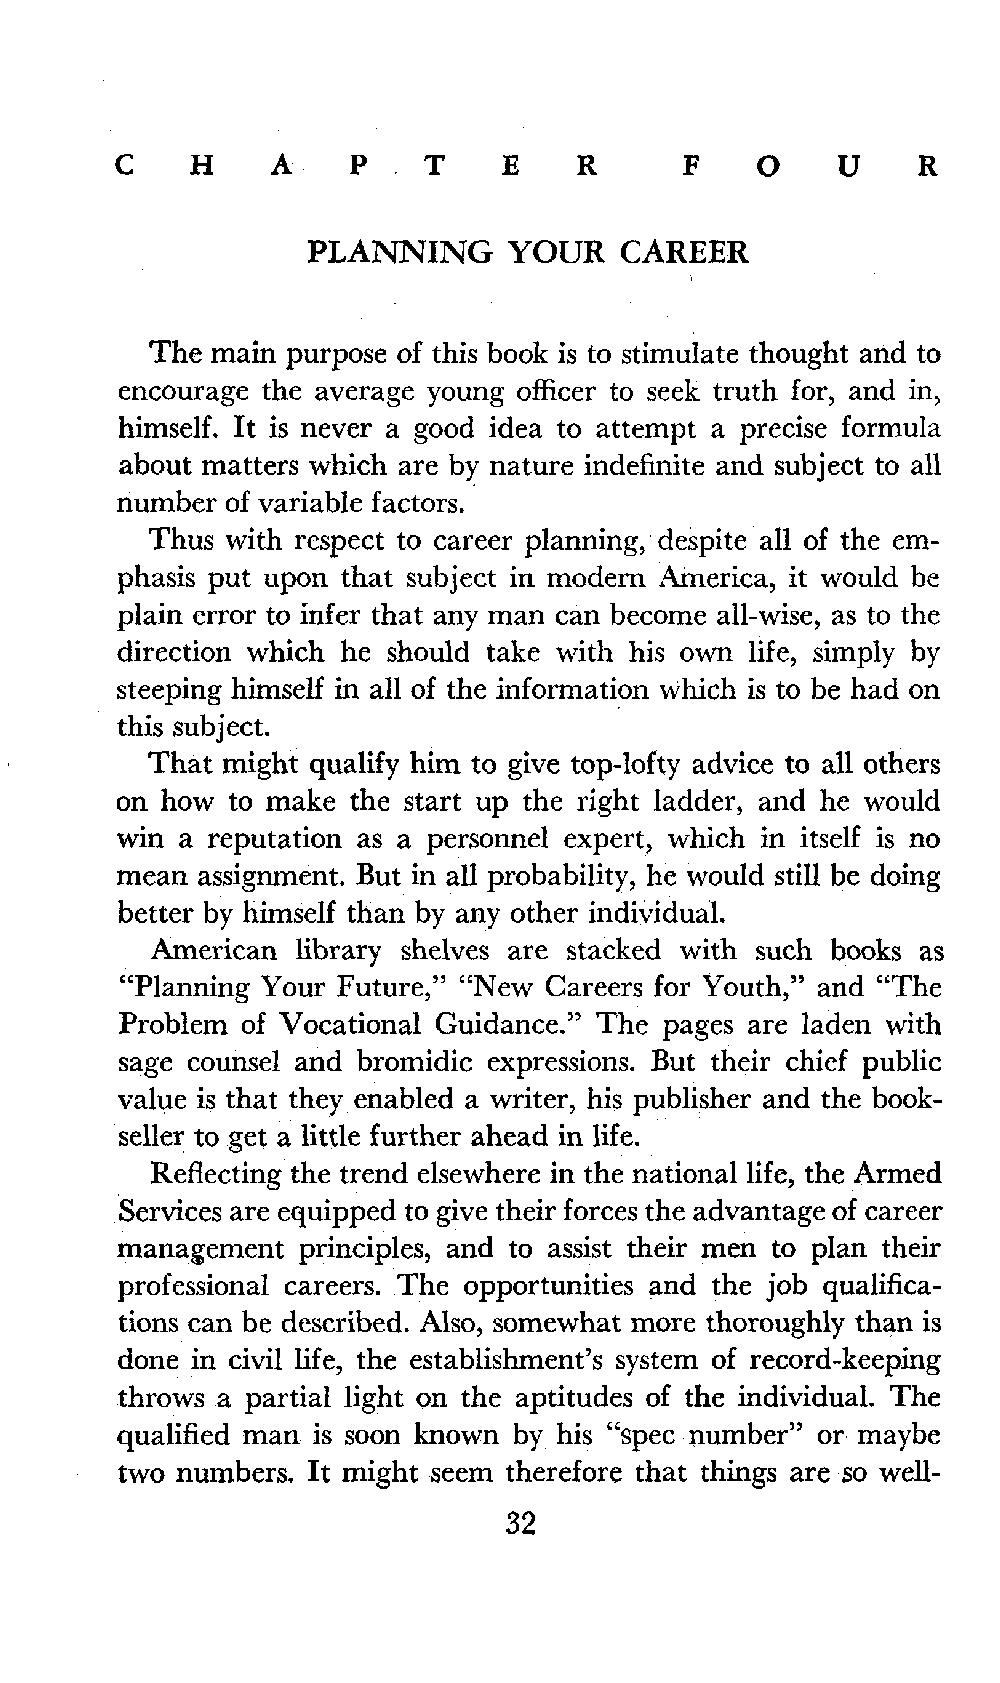 CHAPTER FOUR
PLANNING YOUR CAREER
The main purpose of this book is to stimulate thought and to
encourage the average young officer to seek truth for, and in,
himself. It is never a good idea to attempt a precise formula
about matters which are by nature indefinite and subject to all
number of variable factors.
Thus with respect to career planning, despite all of the em-
phasis put upon that subject in modern America, it would be
plain error to infer that any man can become all-wise, as to the
direction which he should take with his own life, simply by
steeping himself in all of the information which is to be had on
this subject.
That might qualify him to give top-lofty advice to all others
on how to make the start up the right ladder, and he would
win a reputation as a personnel expert, which in itself is no
mean assignment. But in all probability, he would still be doing
better by himself than by any other individual.
American library shelves are stacked with such books as
“Planning Your Future,” “New Careers for Youth,” and “The
Problem of Vocational Guidance.” The pages are laden with
sage counsel and bromidic expressions. But their chief public
value is that they enabled a writer, his publisher and the book-
seller to get a little further ahead in life.
Reflecting the trend elsewhere in the national life, the Armed
Services are equipped to give their forces the advantage of career
management principles, and to assist their men to plan their
professional careers. The opportunities and the job qualifica-
tions can be described. Also, somewhat more thoroughly than is
done in civil life, the establishment’s system of record-keeping
throws a partial light on the aptitudes of the individual. The
qualified man is soon known by his “spec number” or maybe
two numbers. It might seem therefore that things are so well-
32